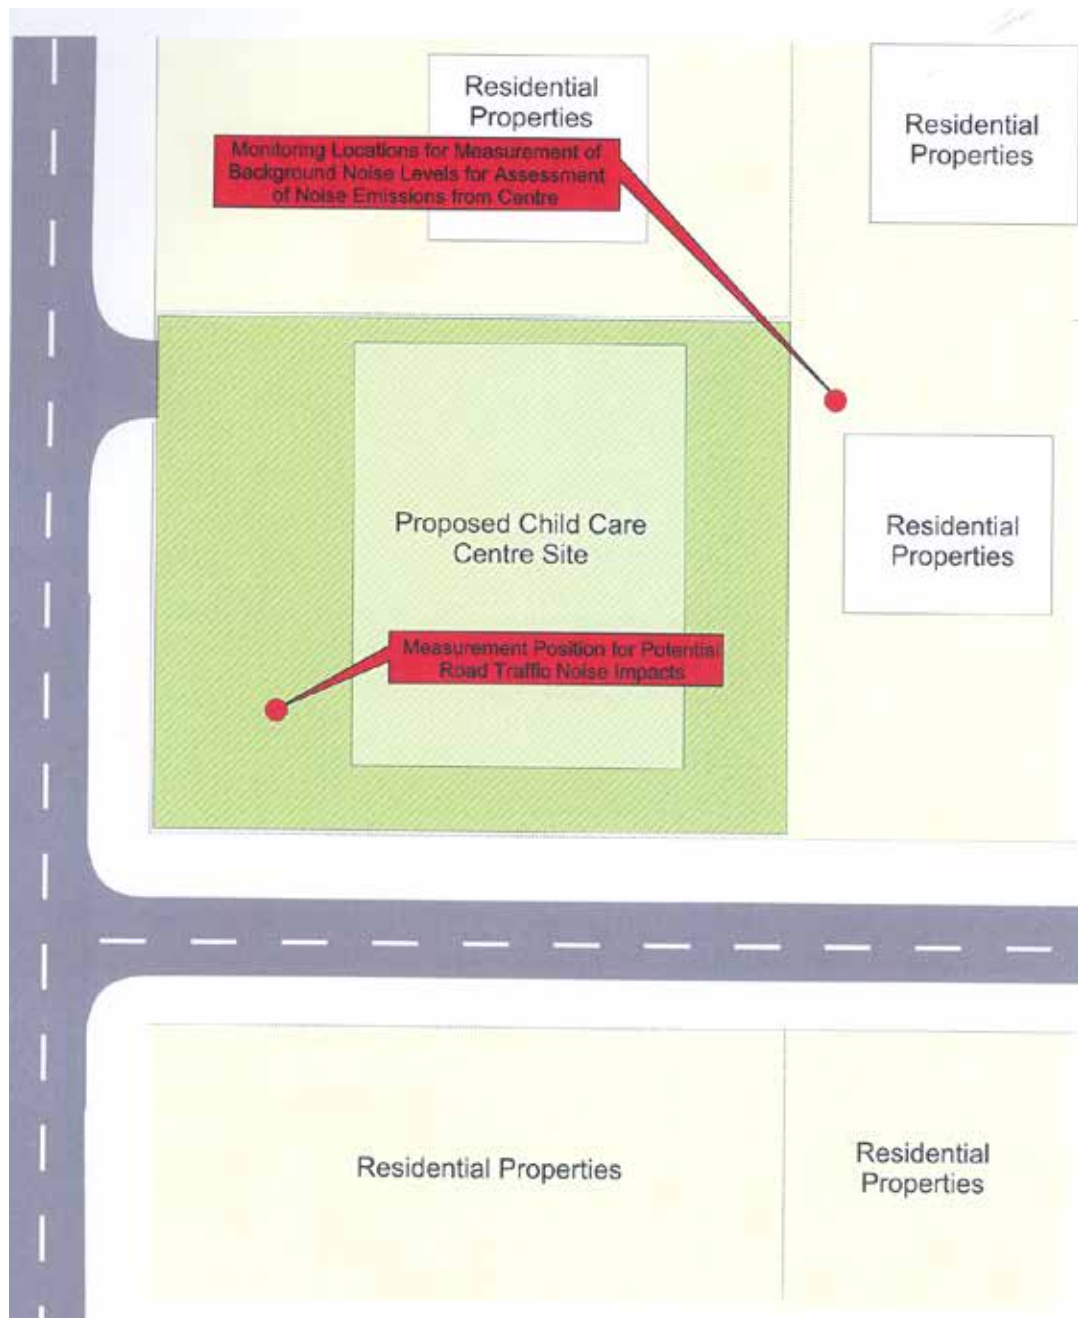 Residential
Properties
Residential
Properties
Monitoring Locations for Measurement of
Background Noise Levels for Assessment
of Noise Emissions from Centre
Proposed Child Care
Centre Site
Residential
Properties
Measurement Position for Potential
Road Traffic Noise Impacts
Residential Properties
Residential
Properties